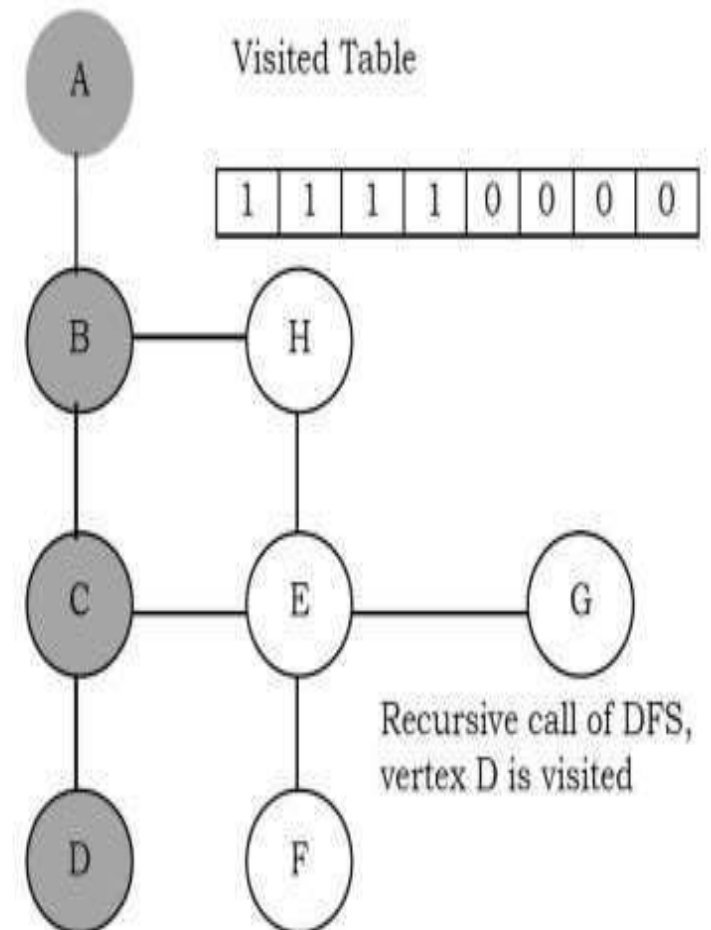 A
Visited Table
1 1 1 1 0 0 0 0
B H
C E G
Recursive call of DFS,
vertex D is visited
D F